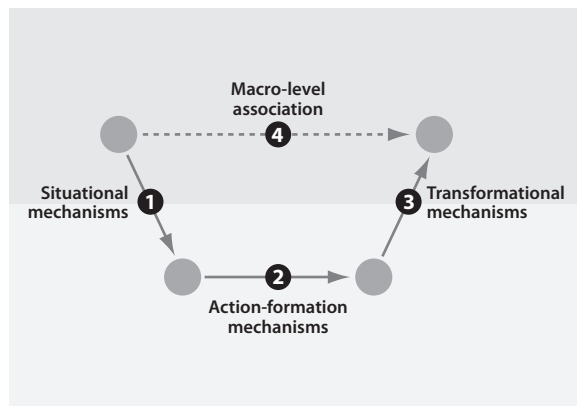 Macro-level
association
4
Situational
mechanisms
1
3
Transformational
mechanisms
2
Action-formation
mechanisms